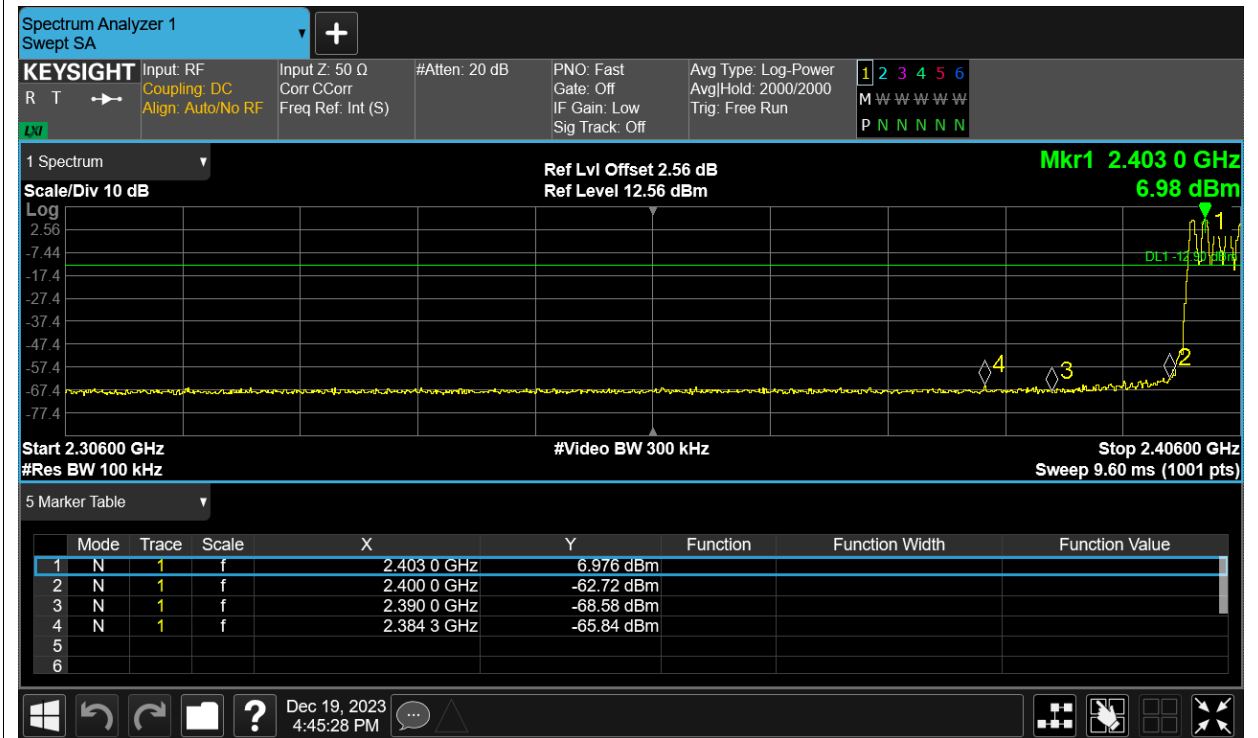 Spectrum Analyzer 1
Swept SA
KEYSIGHT
R T
LXI
Input: RF
Coupling: DC
Align: Auto/No RF
Input Z: 50 Ω
Corr CCorr
Freq Ref: Int (S)
#Atten: 20 dB
PNO: Fast
Gate: Off
IF Gain: Low
Sig Track: Off
Avg Type: Log-Power
Avg|Hold: 2000/2000
Trig: Free Run
1 2 3 4 5 6
M W W W W W
P N N N N N
1 Spectrum
Scale/Div 10 dB
Ref Lvl Offset 2.56 dB
Ref Level 12.56 dBm
Mkr1 2.403 0 GHz
6.98 dBm
Log
2.56
-7.44
-17.4
-27.4
-37.4
-47.4
-57.4
-67.4
-77.4
1
DL1 -12.90 dBm
4
3
2
Start 2.30600 GHz
#Video BW 300 kHz
Stop 2.40600 GHz
#Res BW 100 kHz
Sweep 9.60 ms (1001 pts)
5 Marker Table
Mode Trace Scale X Y Function Function Width Function Value
1 N 1 f 2.403 0 GHz 6.976 dBm
2 N 1 f 2.400 0 GHz -62.72 dBm
3 N 1 f 2.390 0 GHz -68.58 dBm
4 N 1 f 2.384 3 GHz -65.84 dBm
5
6
?
Dec 19, 2023
4:45:28 PM